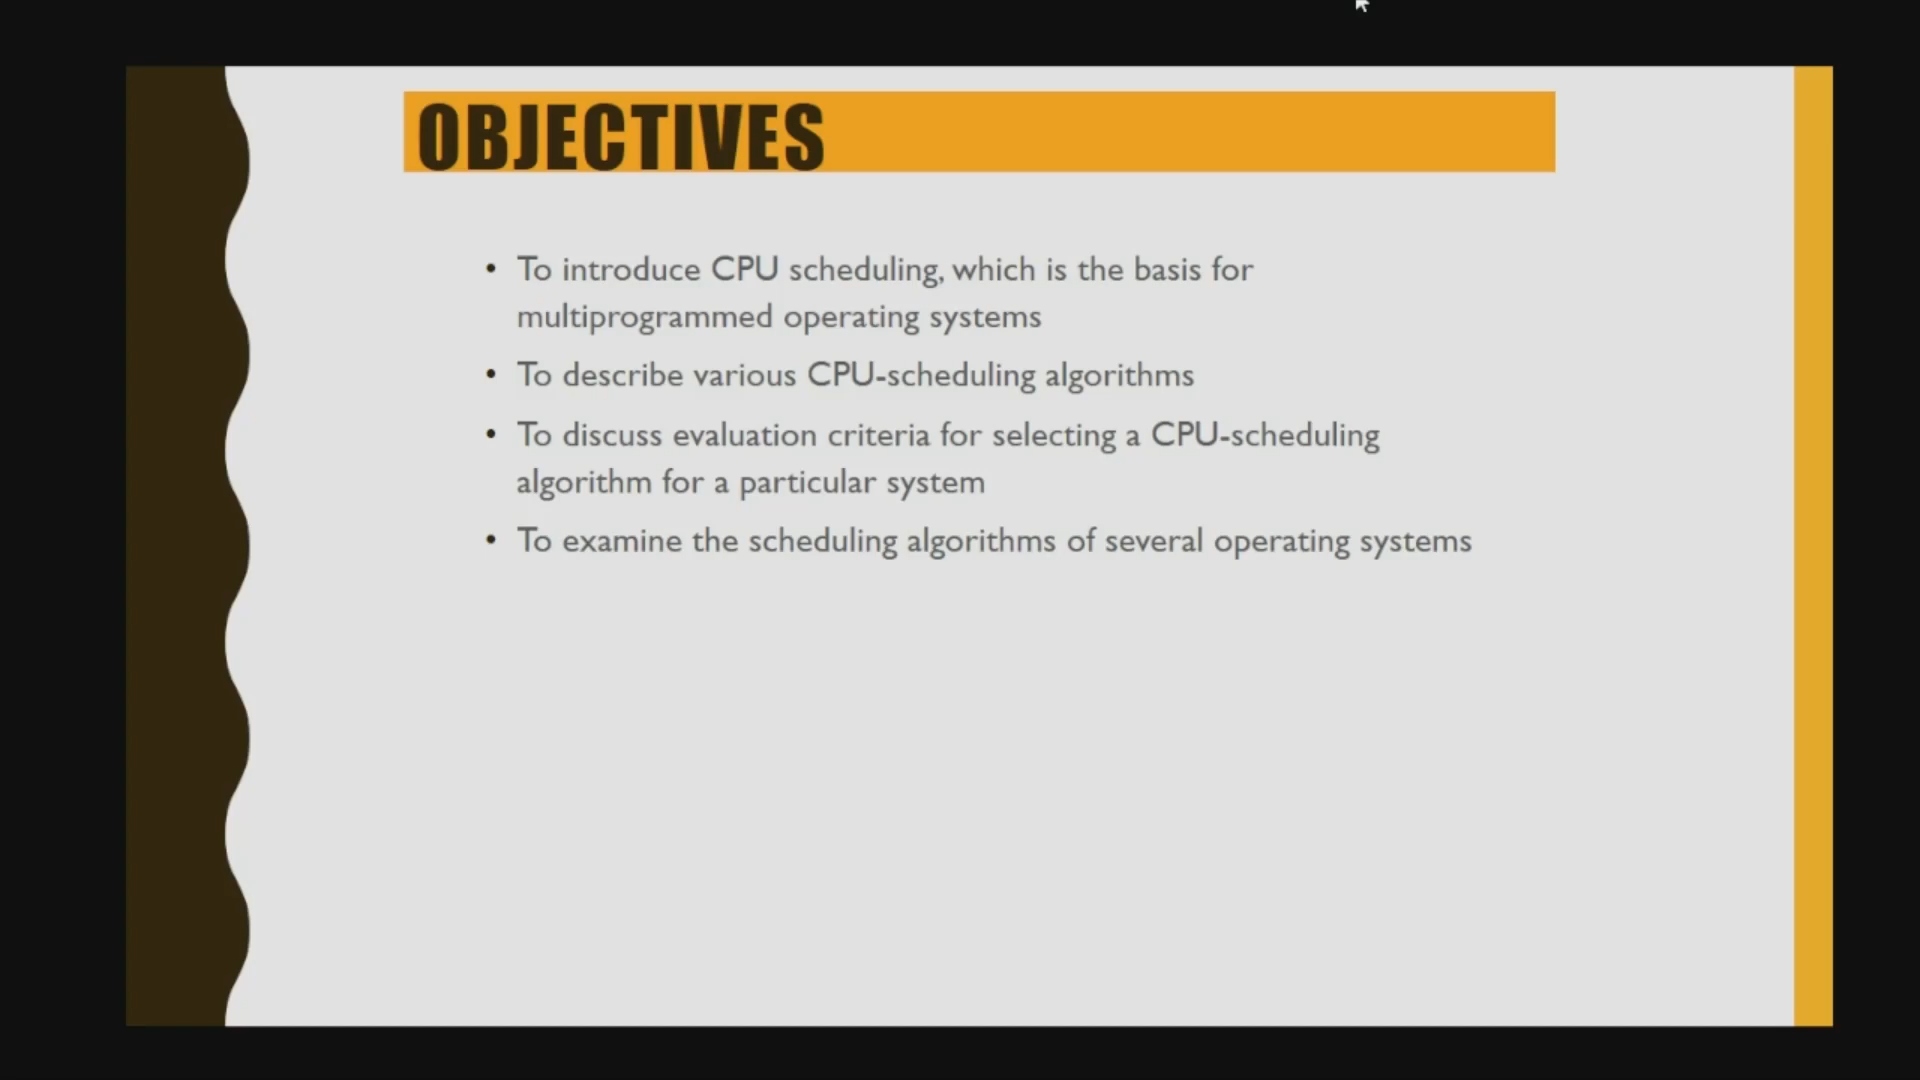 OBJECTIVES
• To introduce CPU scheduling, which is the basis for
multiprogrammed operating systems
• To describe various CPU-scheduling algorithms
• To discuss evaluation criteria for selecting a CPU-scheduling
algorithm for a particular system
• To examine the scheduling algorithms of several operating systems